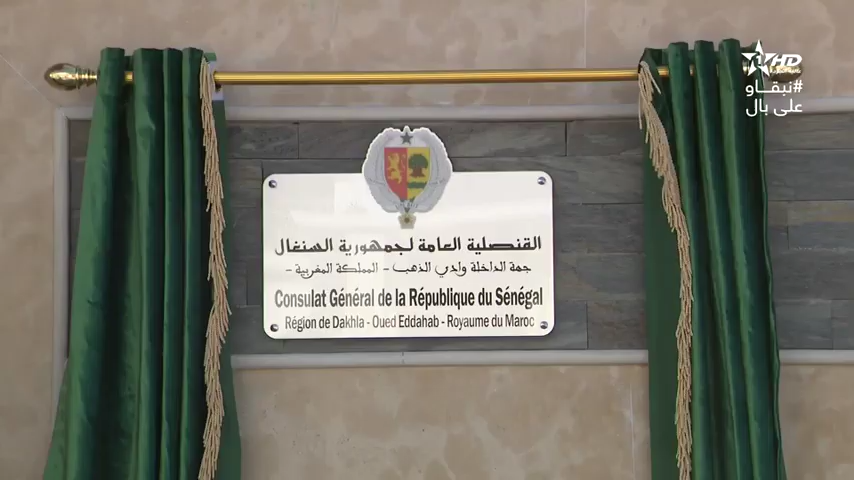 HD
#نبقاو
على بال
القنصلية العامة لجمهورية السنغال
جهة الداخلة وادي الذهب - المملكة المغربية -
Consulat Général de la République du Sénégal
Région de Dakhla - Oued Eddahab - Royaume du Maroc